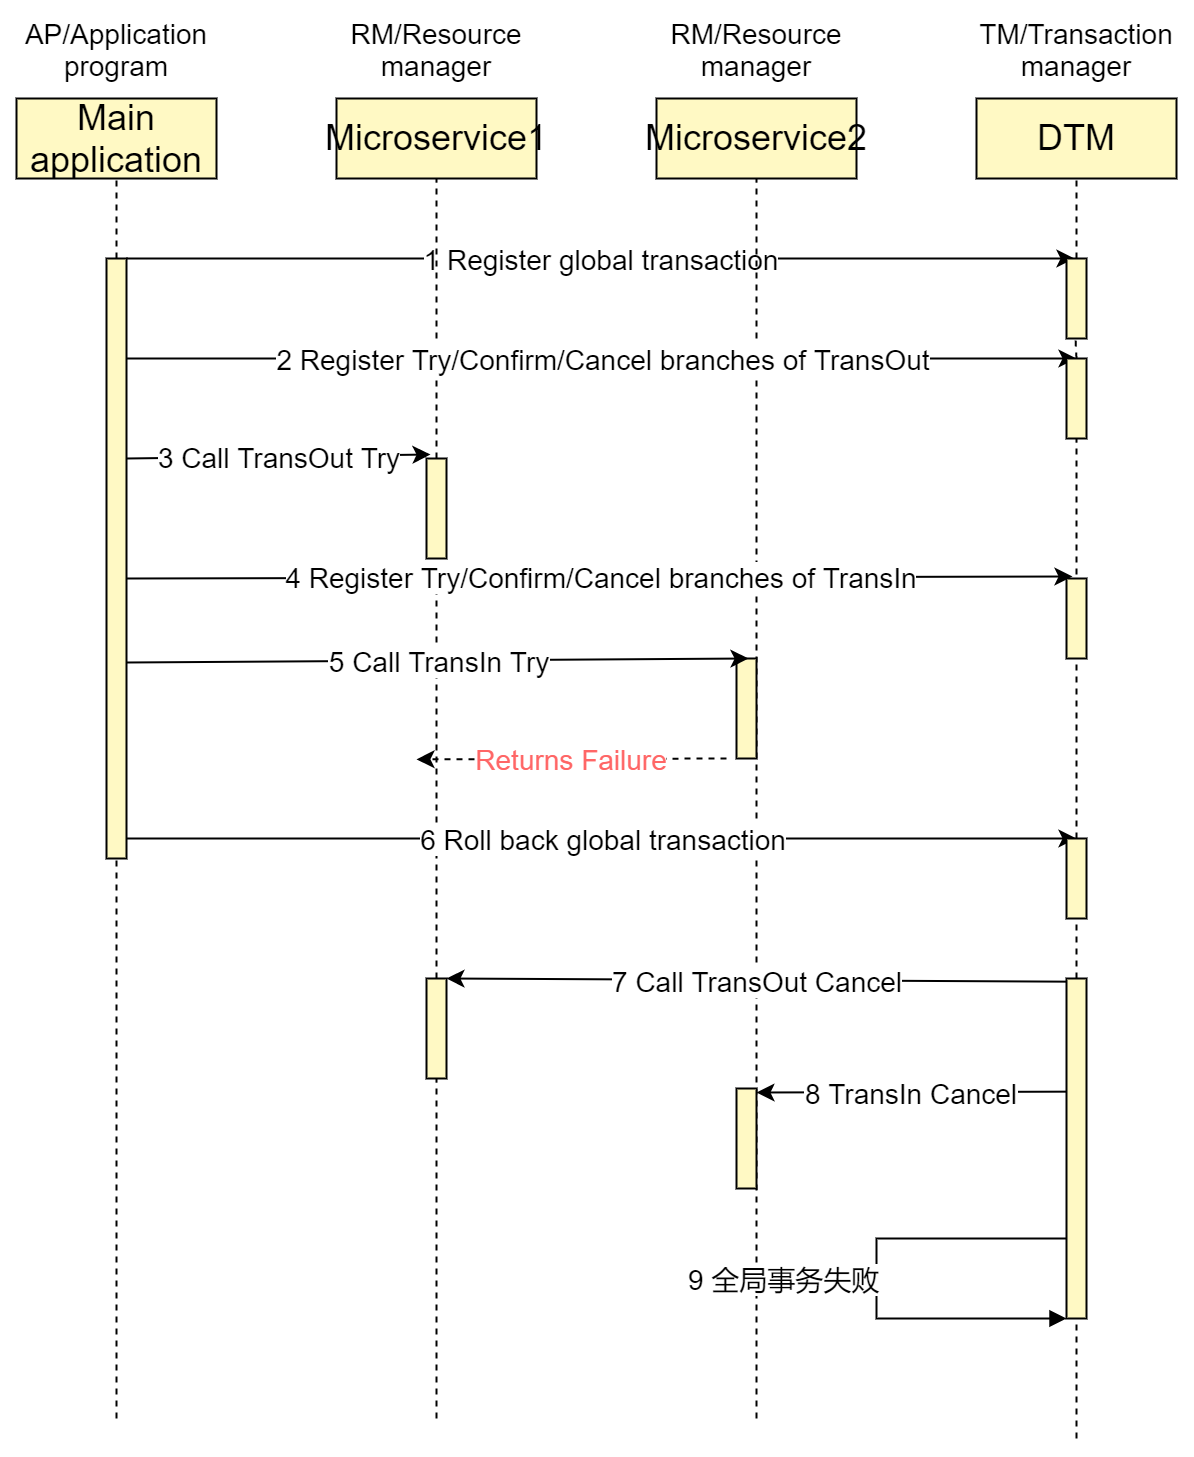 AP/Application
program
RM/Resource
manager
RM/Resource
manager
TM/Transaction
manager
Main
application
Microservice1
Microservice2
DTM
1 Register global transaction
2 Register Try/Confirm/Cancel branches of TransOut
3 Call TransOut Try
4 Register Try/Confirm/Cancel branches of TransIn
5 Call TransIn Try
Returns Failure
6 Roll back global transaction
7 Call TransOut Cancel
8 TransIn Cancel
9 全局事务失败